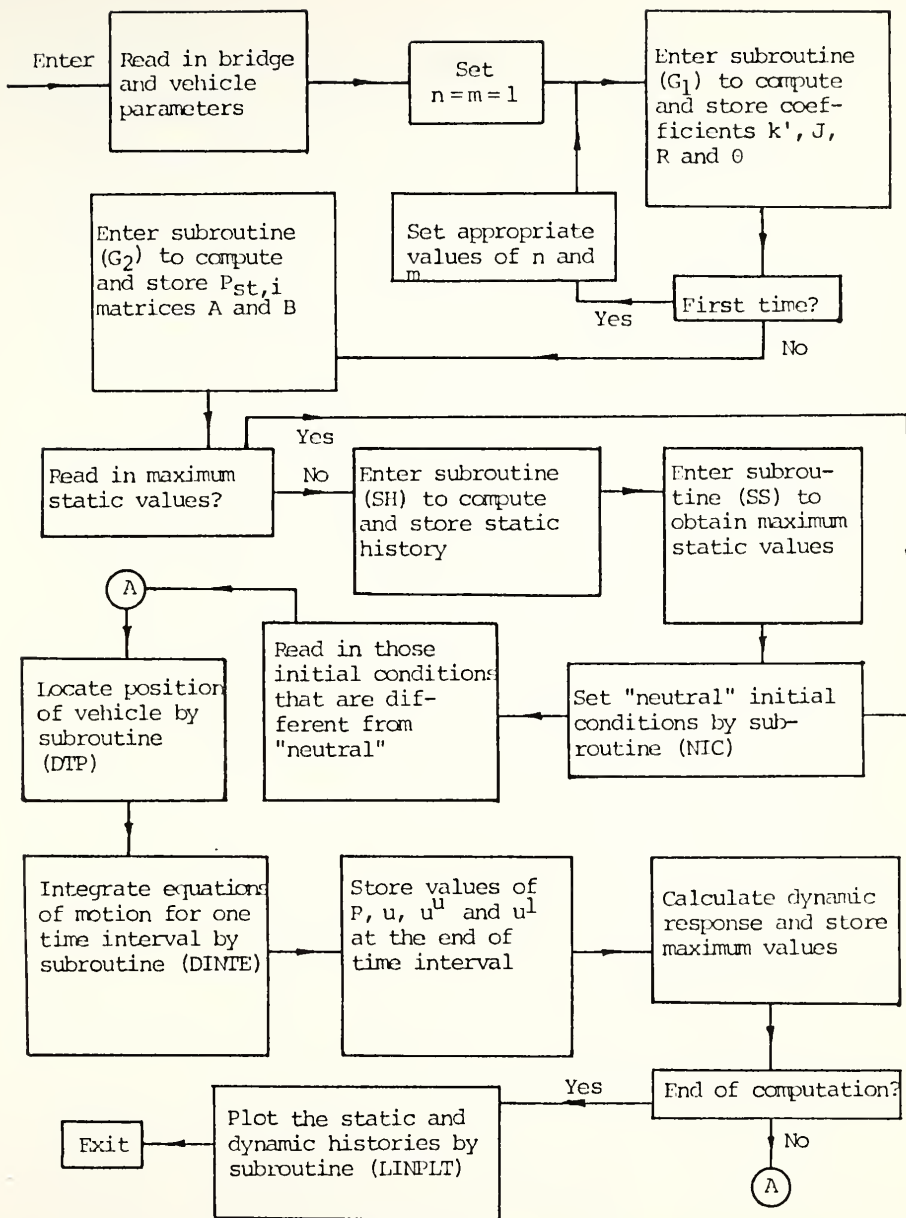 Enter
Read in bridge
and vehicle
parameters
Set
n = m = 1
Enter subroutine
(G1) to compute
and store coef-
ficients k', J,
R and θ
Set appropriate
values of n and
m
First time?
Yes
No
Enter subroutine
(G2) to compute
and store Pst,i
matrices A and B
Read in maximum
static values?
Yes
No
Enter subroutine
(SH) to compute
and store static
history
Enter subrou-
tine (SS) to
obtain maximum
static values
Set "neutral" initial
conditions by sub-
routine (NIC)
Read in those
initial conditions
that are dif-
ferent from
"neutral"
A
Locate position
of vehicle by
subroutine
(DTP)
Integrate equations
of motion for one
time interval by
subroutine (DINTE)
Store values of
P, u, u^u and u^l
at the end of
time interval
Calculate dynamic
response and store
maximum values
End of computation?
Yes
No
A
Plot the static and
dynamic histories by
subroutine (LINPLT)
Exit